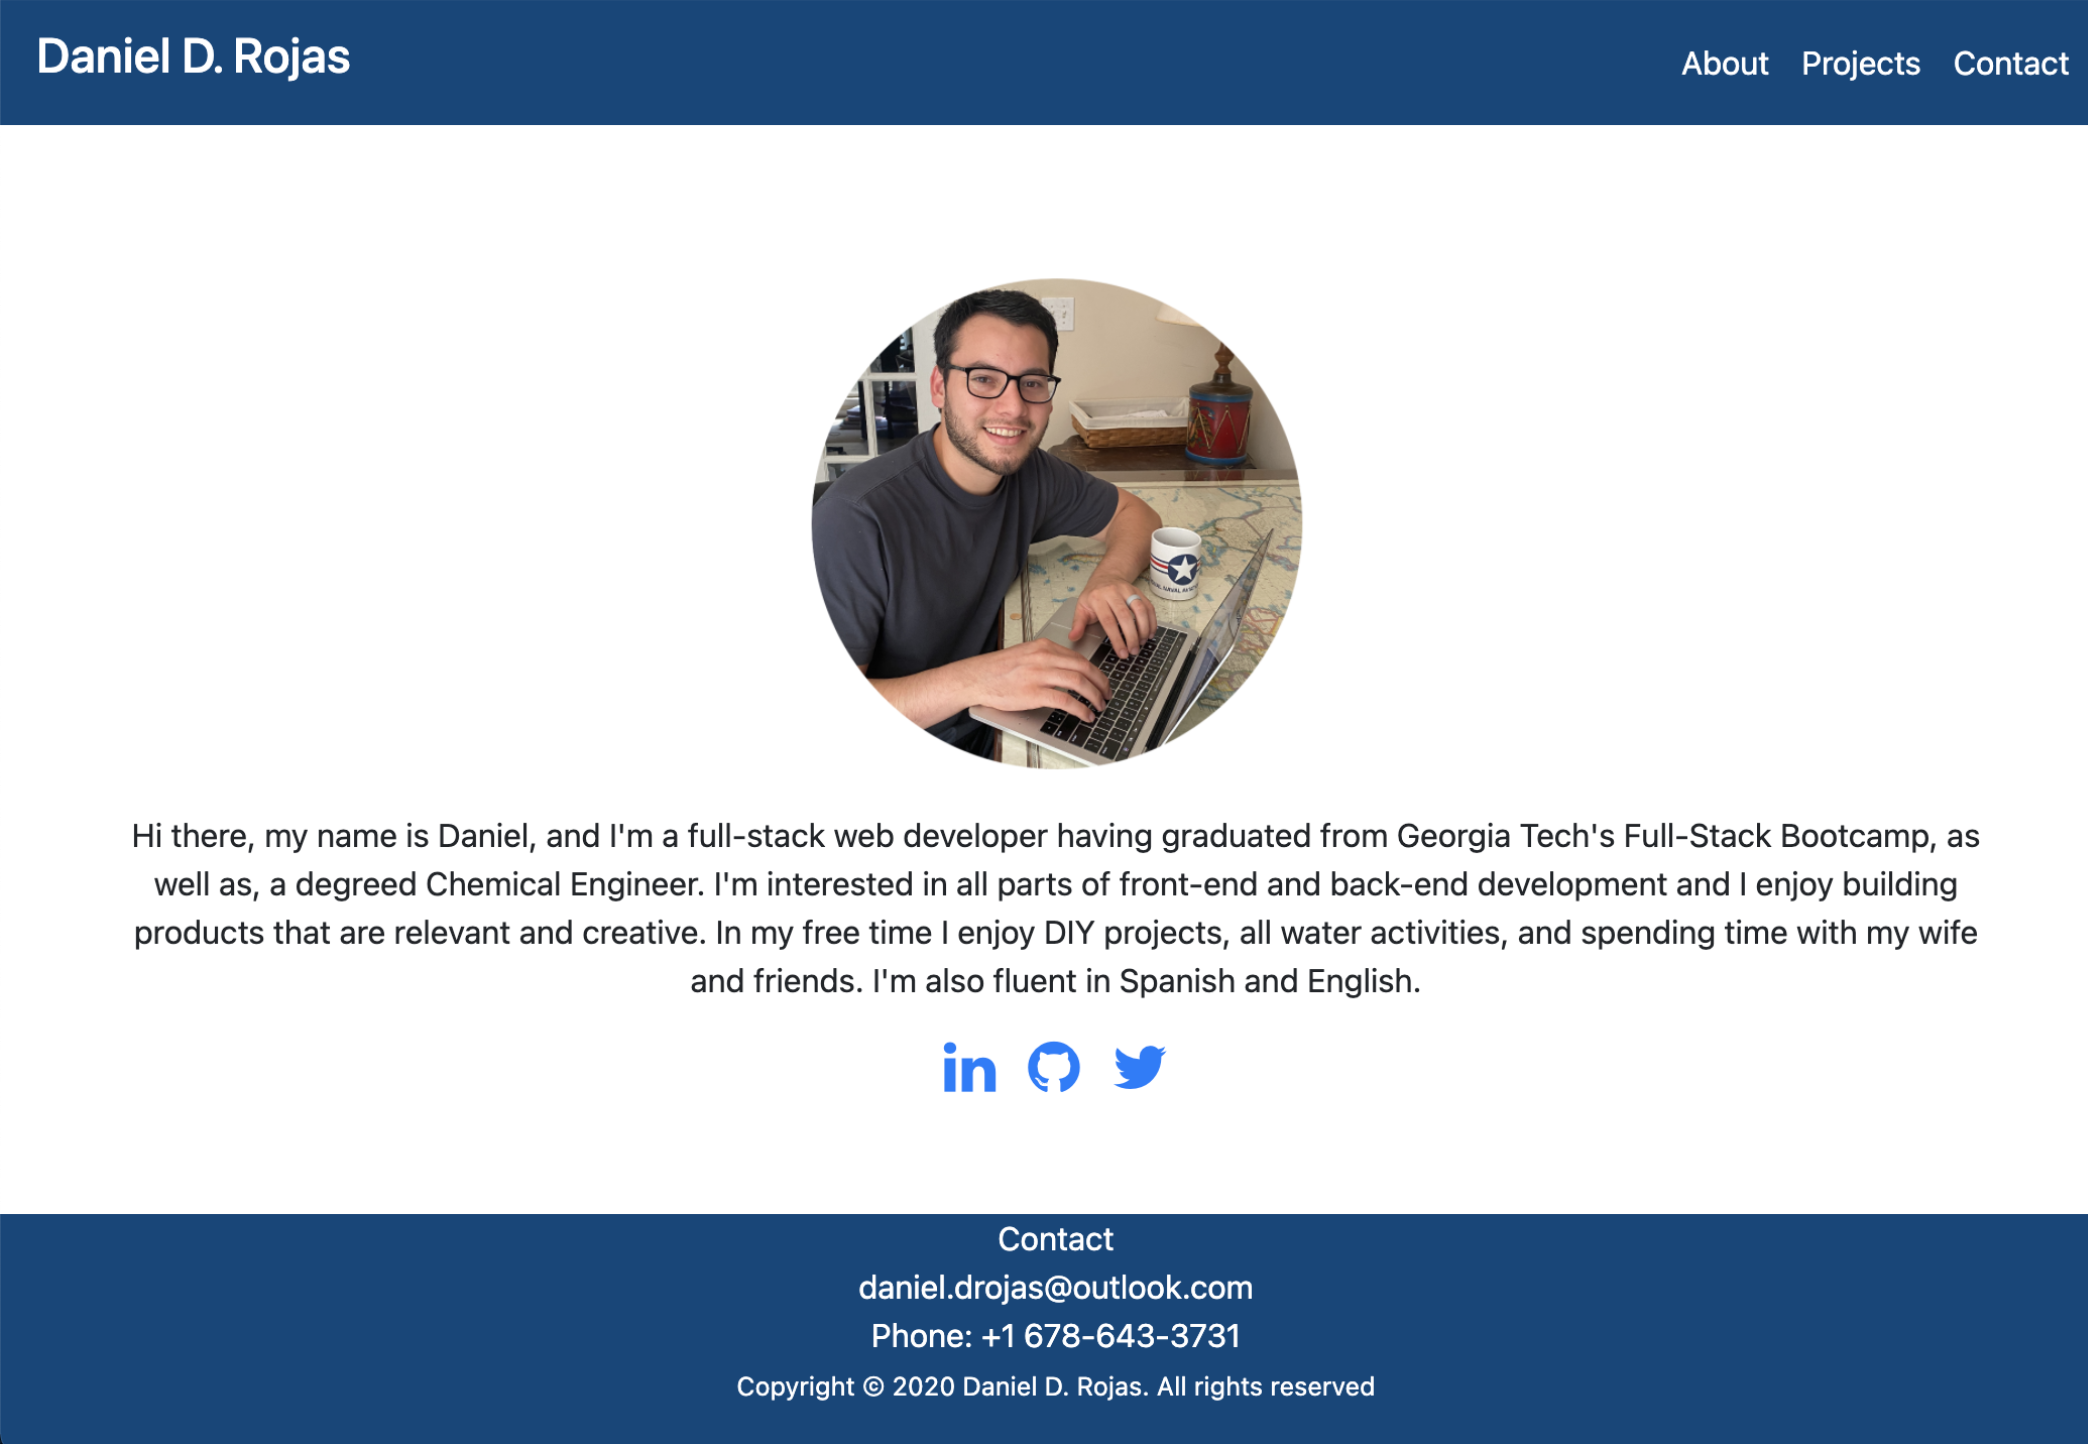 Daniel D. Rojas
About Projects Contact
NAVAL
Hi there, my name is Daniel, and I'm a full-stack web developer having graduated from Georgia Tech's Full-Stack Bootcamp, as
well as, a degreed Chemical Engineer. I'm interested in all parts of front-end and back-end development and I enjoy building
products that are relevant and creative. In my free time I enjoy DIY projects, all water activities, and spending time with my wife
and friends. I'm also fluent in Spanish and English.
in
Contact
daniel.drojas@outlook.com
Phone: +1 678-643-3731
Copyright © 2020 Daniel D. Rojas. All rights reserved